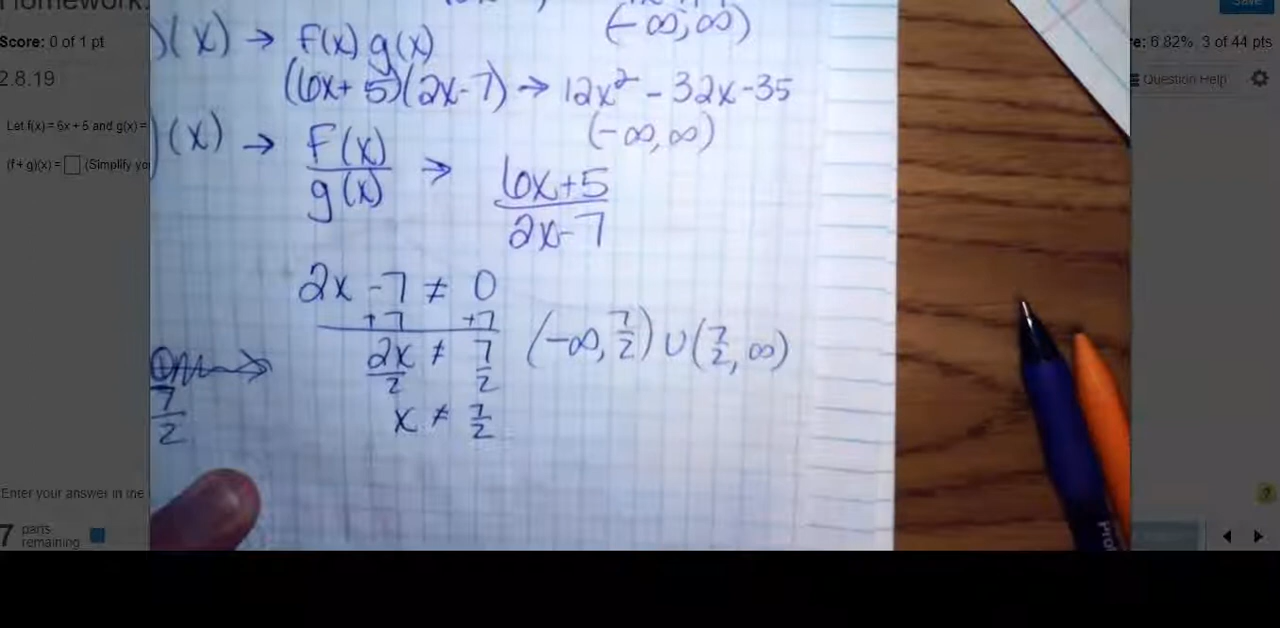 Homework:
Save
Score: 0 of 1 pt
e: 6.82%, 3 of 44 pts
2.8.19
Question Help
Let f(x) = 6x + 5 and g(x) =
(f + g)(x) = (Simplify yo
(-∞, ∞)
)(x) → f(x) g(x)
(6x + 5)(2x - 7) → 12x² - 32x - 35
(-∞, ∞)
)(x) → f(x)/g(x) → 6x+5/2x-7
2x - 7 ≠ 0
+7 +7
2x/2 ≠ 7/2
(-∞, 7/2) ∪ (7/2, ∞)
7/2
x ≠ 7/2
Enter your answer in the
7 parts remaining
?